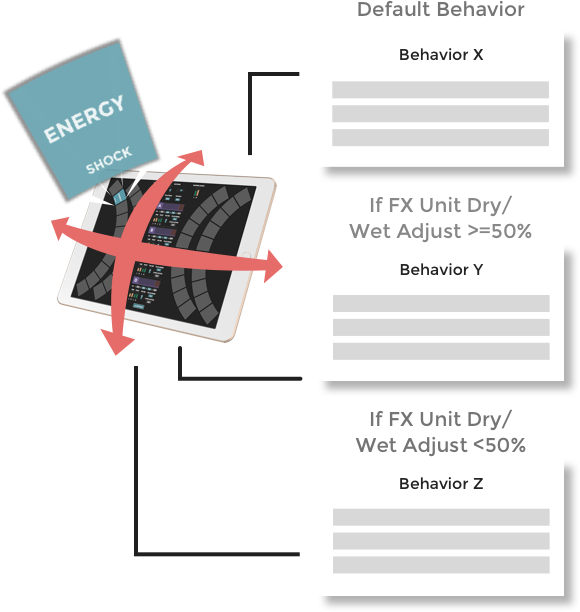 Default Behavior
Behavior X
ENERGY
SHOCK
If FX Unit Dry/
Wet Adjust >=50%
Behavior Y
If FX Unit Dry/
Wet Adjust <50%
Behavior Z